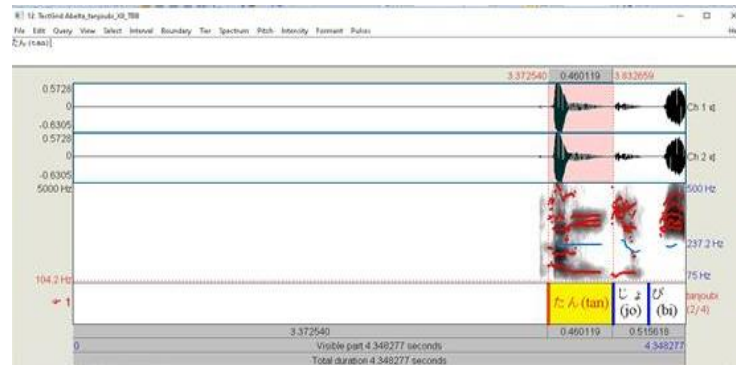 12. TextGrid Abelta_tanjoubi_X0_TBB
File Edit Query View Select Interval Boundary Tier Spectrum Pitch Intensity Formant Pulses
たん (tan)
3.372540 0.460119 3.832659
0.5728
0
-0.6305
0.5728
0
-0.6305
Ch 1
Ch 2
5000 Hz
500 Hz
237.2 Hz
104.2 Hz
75 Hz
1
たん (tan)
じょ
(jo)
び
(bi)
tanjoubi
(2/4)
3.372540 0.460119 0.515618
0 Visible part 4.348277 seconds 4.348277
Total duration 4.348277 seconds